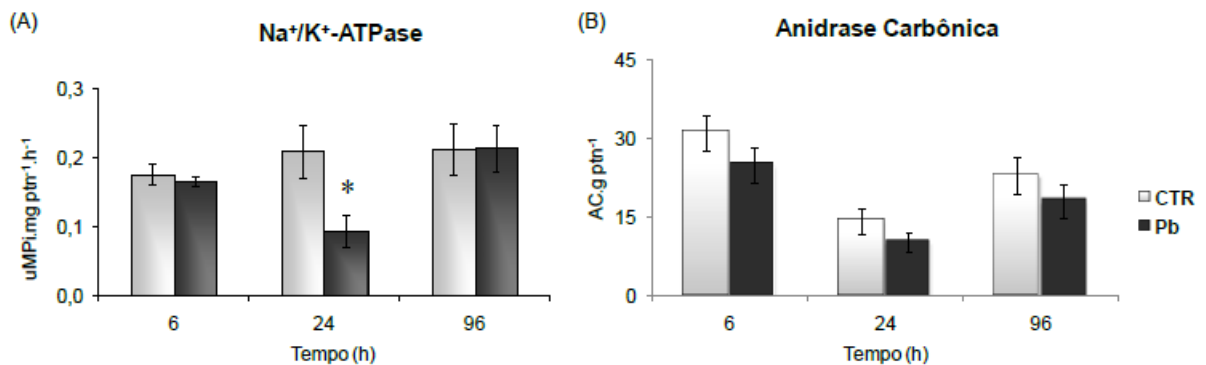 (A)
Na⁺/K⁺-ATPase
uMPi.mg ptn⁻¹.h⁻¹
0,3
0,2
0,1
0,0
*
6 24 96
Tempo (h)
(B)
Anidrase Carbônica
AC.g ptn⁻¹
45
30
15
0
6 24 96
Tempo (h)
CTR
Pb